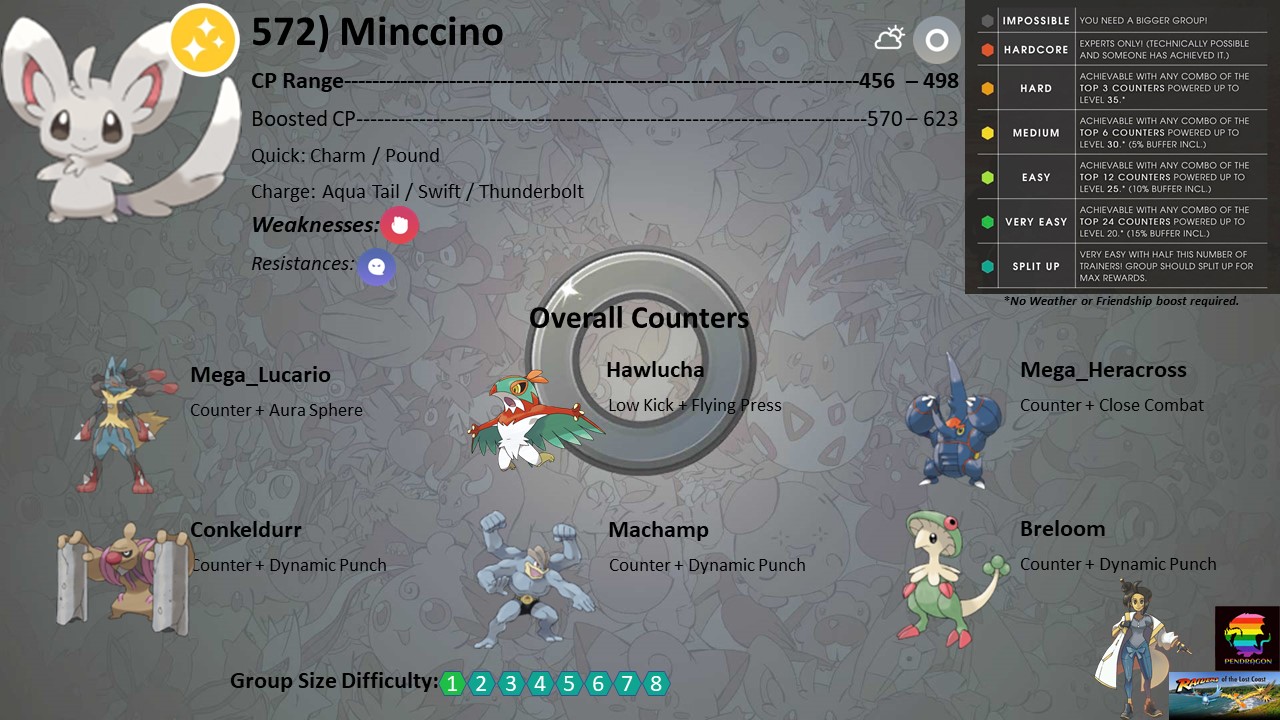 572) Minccino
CP Range---456 – 498
Boosted CP---570 – 623
Quick: Charm / Pound
Charge: Aqua Tail / Swift / Thunderbolt
Weaknesses:
Resistances:
IMPOSSIBLE YOU NEED A BIGGER GROUP!
HARDCORE EXPERTS ONLY! (TECHNICALLY POSSIBLE
AND SOMEONE HAS ACHIEVED IT.)
HARD ACHIEVABLE WITH ANY COMBO OF THE
TOP 3 COUNTERS POWERED UP TO
LEVEL 35.*
MEDIUM ACHIEVABLE WITH ANY COMBO OF THE
TOP 6 COUNTERS POWERED UP TO
LEVEL 30.* (5% BUFFER INCL.)
EASY ACHIEVABLE WITH ANY COMBO OF THE
TOP 12 COUNTERS POWERED UP TO
LEVEL 25.* (10% BUFFER INCL.)
VERY EASY ACHIEVABLE WITH ANY COMBO OF THE
TOP 24 COUNTERS POWERED UP TO
LEVEL 20.* (15% BUFFER INCL.)
SPLIT UP VERY EASY WITH HALF THIS NUMBER OF
TRAINERS! GROUP SHOULD SPLIT UP FOR
MAX REWARDS.
*No Weather or Friendship boost required.
Overall Counters
Mega_Lucario
Counter + Aura Sphere
Hawlucha
Low Kick + Flying Press
Mega_Heracross
Counter + Close Combat
Conkeldurr
Counter + Dynamic Punch
Machamp
Counter + Dynamic Punch
Breloom
Counter + Dynamic Punch
Group Size Difficulty: 1 2 3 4 5 6 7 8
PENDROGON
RAIDERS of the Lost Coast